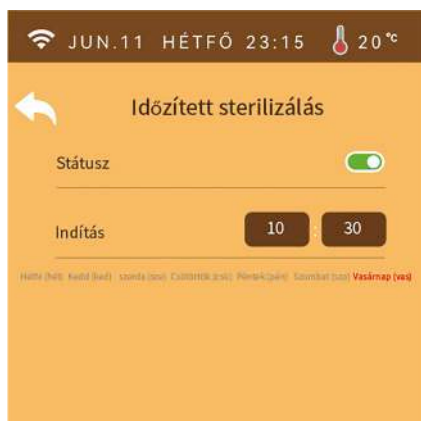 JUN.11 HÉTFŐ 23:15 20℃
Időzített sterilizálás
Státusz
Indítás 10 : 30
Hétfő (hét) Kedd (ked) szerda (sze) Csütörtök (csü) Péntek (pén) Szombat (szo) Vasárnap (vas)